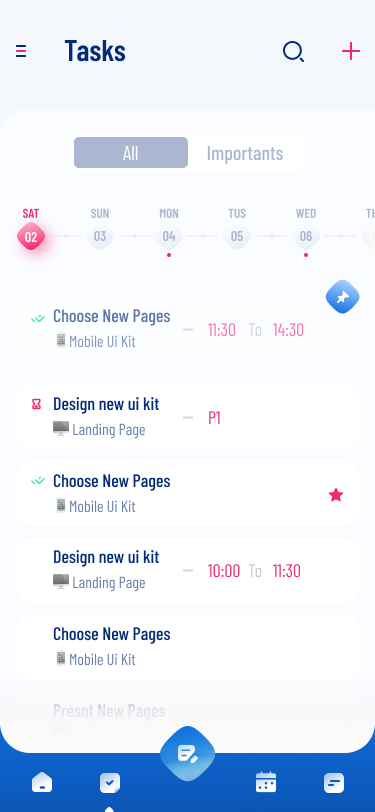 Tasks
All Importants
SAT SUN MON TUS WED TH
02 03 04 05 06
Choose New Pages
Mobile Ui Kit
– 11:30 To 14:30
Design new ui kit
Landing Page
– P1
Choose New Pages
Mobile Ui Kit
Design new ui kit
Landing Page
– 10:00 To 11:30
Choose New Pages
Mobile Ui Kit
Presnt New Pages